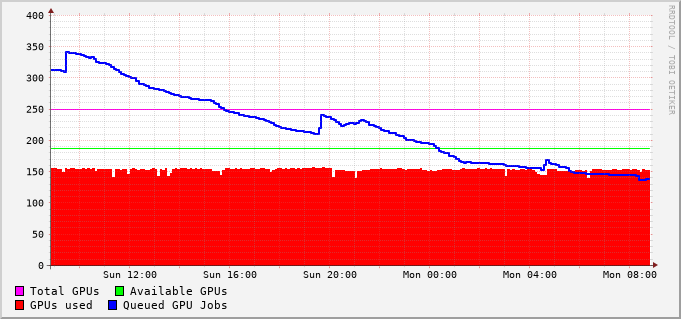 400
350
300
250
200
150
100
50
0
Sun 12:00 Sun 16:00 Sun 20:00 Mon 00:00 Mon 04:00 Mon 08:00
Total GPUs Available GPUs
GPUs used Queued GPU Jobs
RRDTOOL / TOBI OETIKER